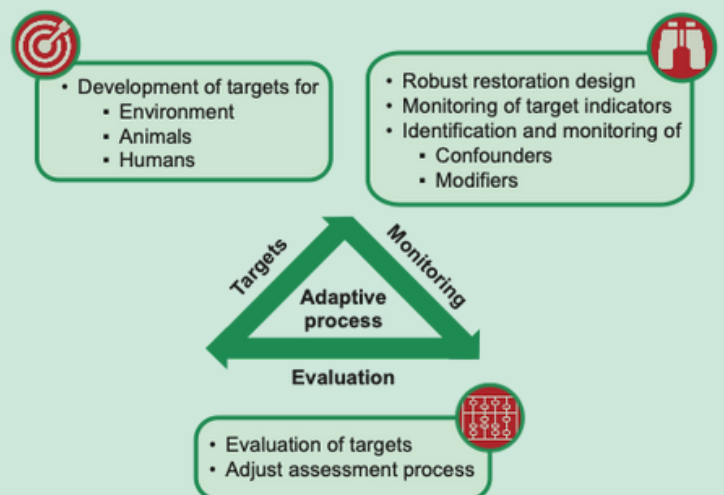 • Development of targets for
▪ Environment
▪ Animals
▪ Humans
• Robust restoration design
• Monitoring of target indicators
• Identification and monitoring of
▪ Confounders
▪ Modifiers
Targets
Monitoring
Adaptive
process
Evaluation
• Evaluation of targets
• Adjust assessment process